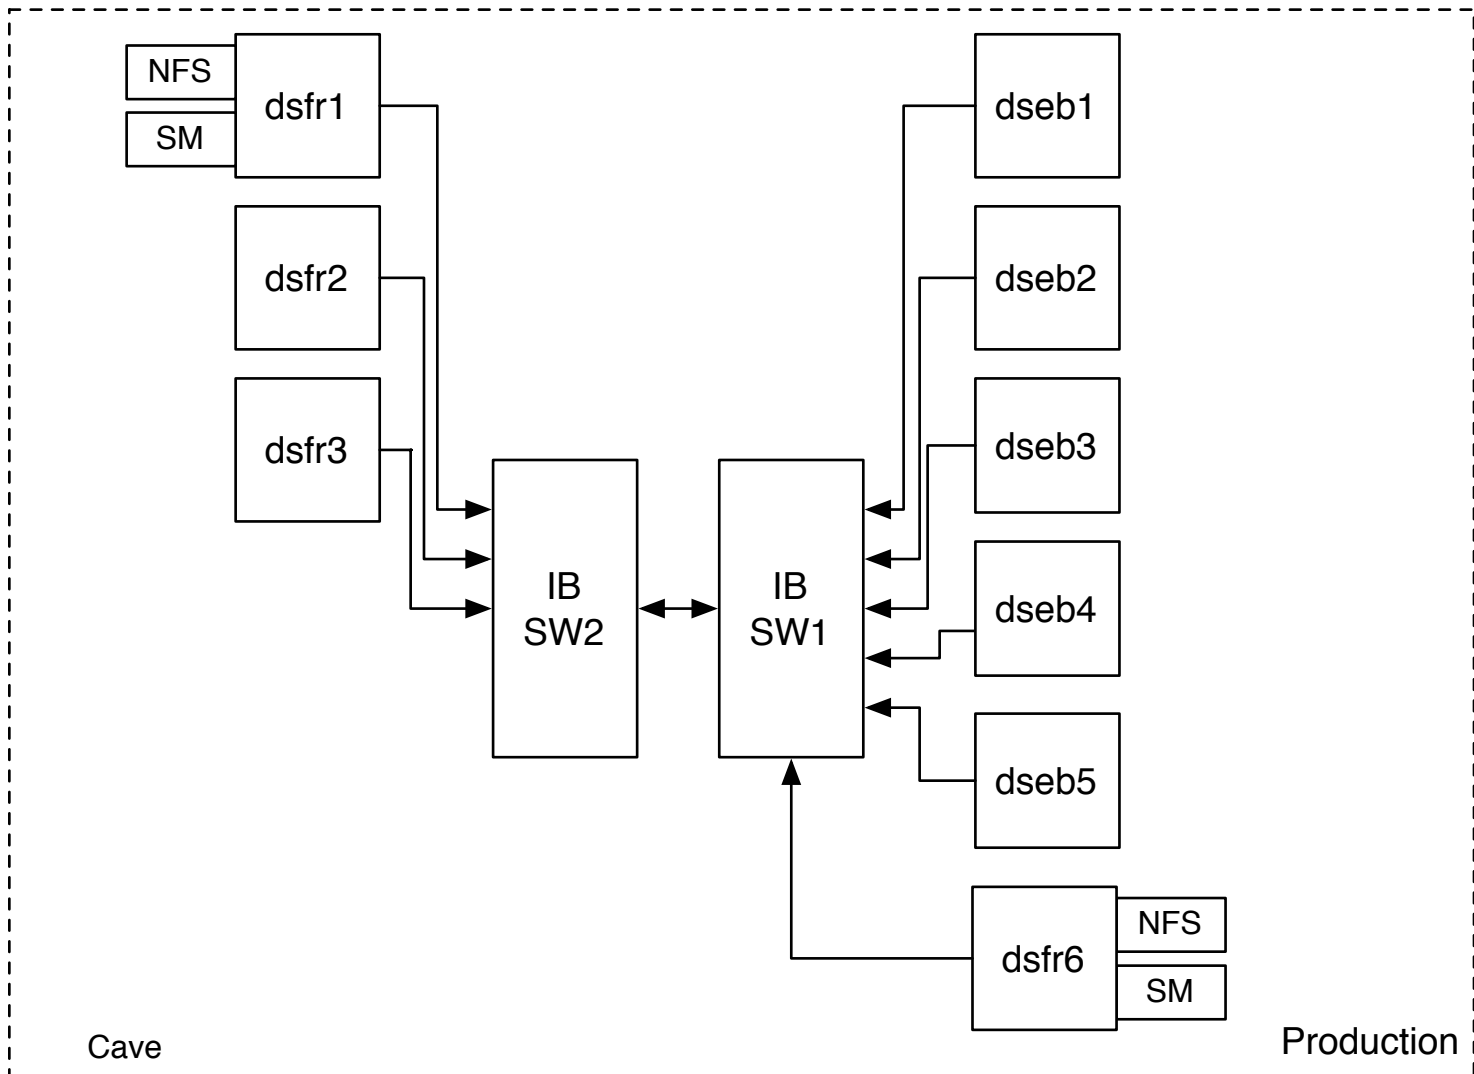 NFS
SM
dsfr1
dsfr2
dsfr3
IB
SW2
IB
SW1
dseb1
dseb2
dseb3
dseb4
dseb5
dsfr6
NFS
SM
Cave
Production